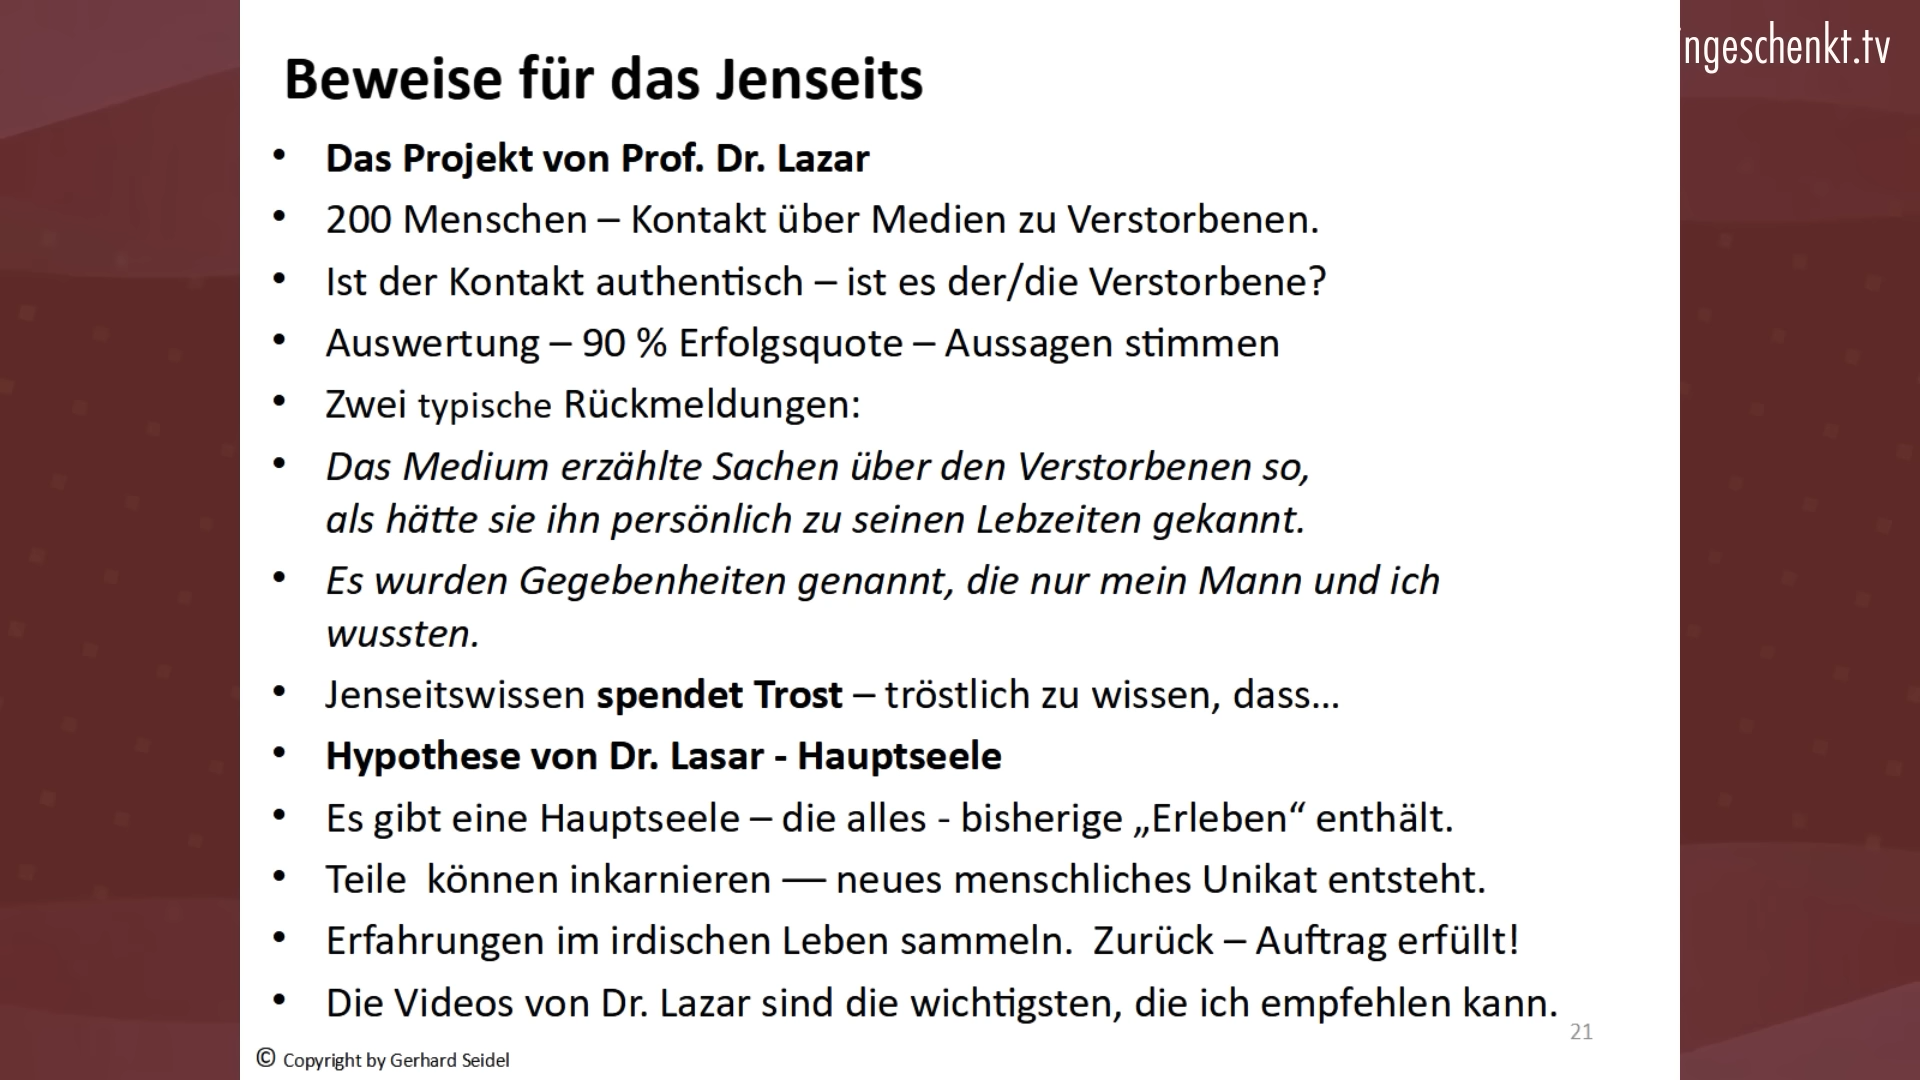 ingeschenkt.tv
Beweise für das Jenseits
• Das Projekt von Prof. Dr. Lazar
• 200 Menschen – Kontakt über Medien zu Verstorbenen.
• Ist der Kontakt authentisch – ist es der/die Verstorbene?
• Auswertung – 90 % Erfolgsquote – Aussagen stimmen
• Zwei typische Rückmeldungen:
• Das Medium erzählte Sachen über den Verstorbenen so,
als hätte sie ihn persönlich zu seinen Lebzeiten gekannt.
• Es wurden Gegebenheiten genannt, die nur mein Mann und ich
wussten.
• Jenseitswissen spendet Trost – tröstlich zu wissen, dass...
• Hypothese von Dr. Lasar - Hauptseele
• Es gibt eine Hauptseele – die alles - bisherige „Erleben“ enthält.
• Teile können inkarnieren — neues menschliches Unikat entsteht.
• Erfahrungen im irdischen Leben sammeln. Zurück – Auftrag erfüllt!
• Die Videos von Dr. Lazar sind die wichtigsten, die ich empfehlen kann.
21
© Copyright by Gerhard Seidel